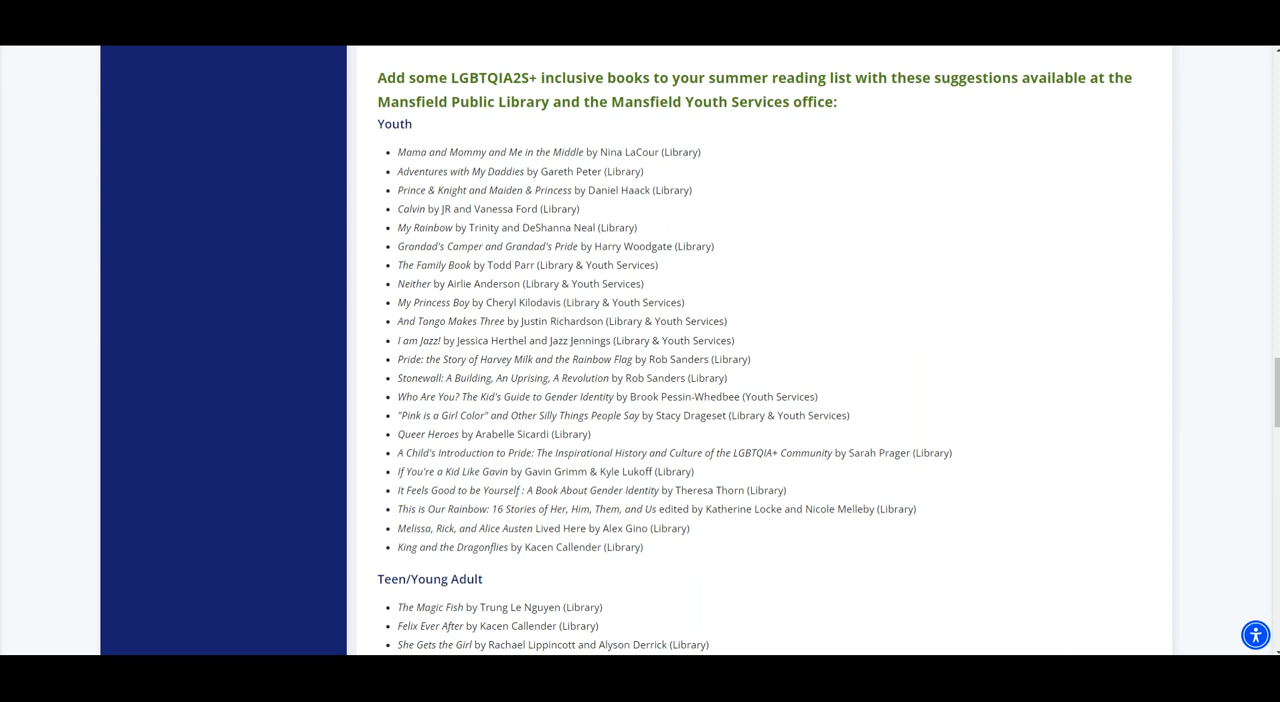 Add some LGBTQIA2S+ inclusive books to your summer reading list with these suggestions available at the
Mansfield Public Library and the Mansfield Youth Services office:
Youth
• Mama and Mommy and Me in the Middle by Nina LaCour (Library)
• Adventures with My Daddies by Gareth Peter (Library)
• Prince & Knight and Maiden & Princess by Daniel Haack (Library)
• Calvin by JR and Vanessa Ford (Library)
• My Rainbow by Trinity and DeShanna Neal (Library)
• Grandad's Camper and Grandad's Pride by Harry Woodgate (Library)
• The Family Book by Todd Parr (Library & Youth Services)
• Neither by Airlie Anderson (Library & Youth Services)
• My Princess Boy by Cheryl Kilodavis (Library & Youth Services)
• And Tango Makes Three by Justin Richardson (Library & Youth Services)
• I am Jazz! by Jessica Herthel and Jazz Jennings (Library & Youth Services)
• Pride: the Story of Harvey Milk and the Rainbow Flag by Rob Sanders (Library)
• Stonewall: A Building, An Uprising, A Revolution by Rob Sanders (Library)
• Who Are You? The Kid's Guide to Gender Identity by Brook Pessin-Whedbee (Youth Services)
• "Pink is a Girl Color" and Other Silly Things People Say by Stacy Drageset (Library & Youth Services)
• Queer Heroes by Arabelle Sicardi (Library)
• A Child's Introduction to Pride: The Inspirational History and Culture of the LGBTQIA+ Community by Sarah Prager (Library)
• If You're a Kid Like Gavin by Gavin Grimm & Kyle Lukoff (Library)
• It Feels Good to be Yourself : A Book About Gender Identity by Theresa Thorn (Library)
• This is Our Rainbow: 16 Stories of Her, Him, Them, and Us edited by Katherine Locke and Nicole Melleby (Library)
• Melissa, Rick, and Alice Austen Lived Here by Alex Gino (Library)
• King and the Dragonflies by Kacen Callender (Library)
Teen/Young Adult
• The Magic Fish by Trung Le Nguyen (Library)
• Felix Ever After by Kacen Callender (Library)
• She Gets the Girl by Rachael Lippincott and Alyson Derrick (Library)